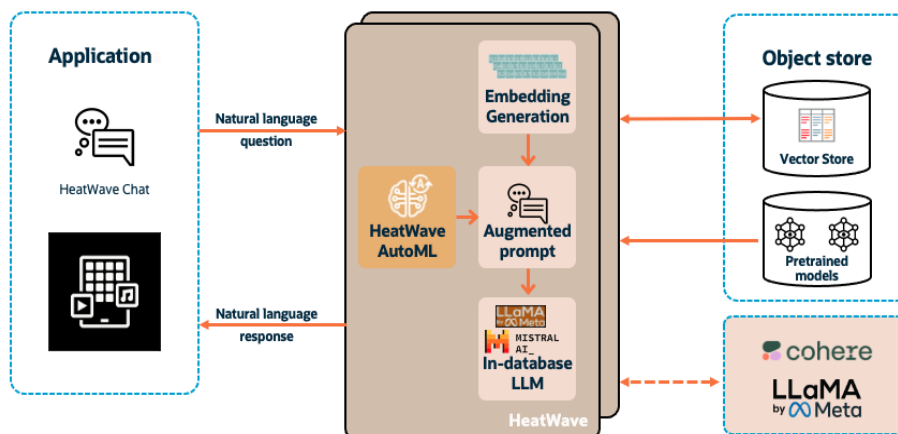 Application
HeatWave Chat
Natural language
question
Natural language
response
Embedding
Generation
A
HeatWave
AutoML
Augmented
prompt
LLaMA
by Meta
MISTRAL
AI_
In-database
LLM
HeatWave
Object store
Vector Store
Pretrained
models
cohere
LLaMA
by Meta